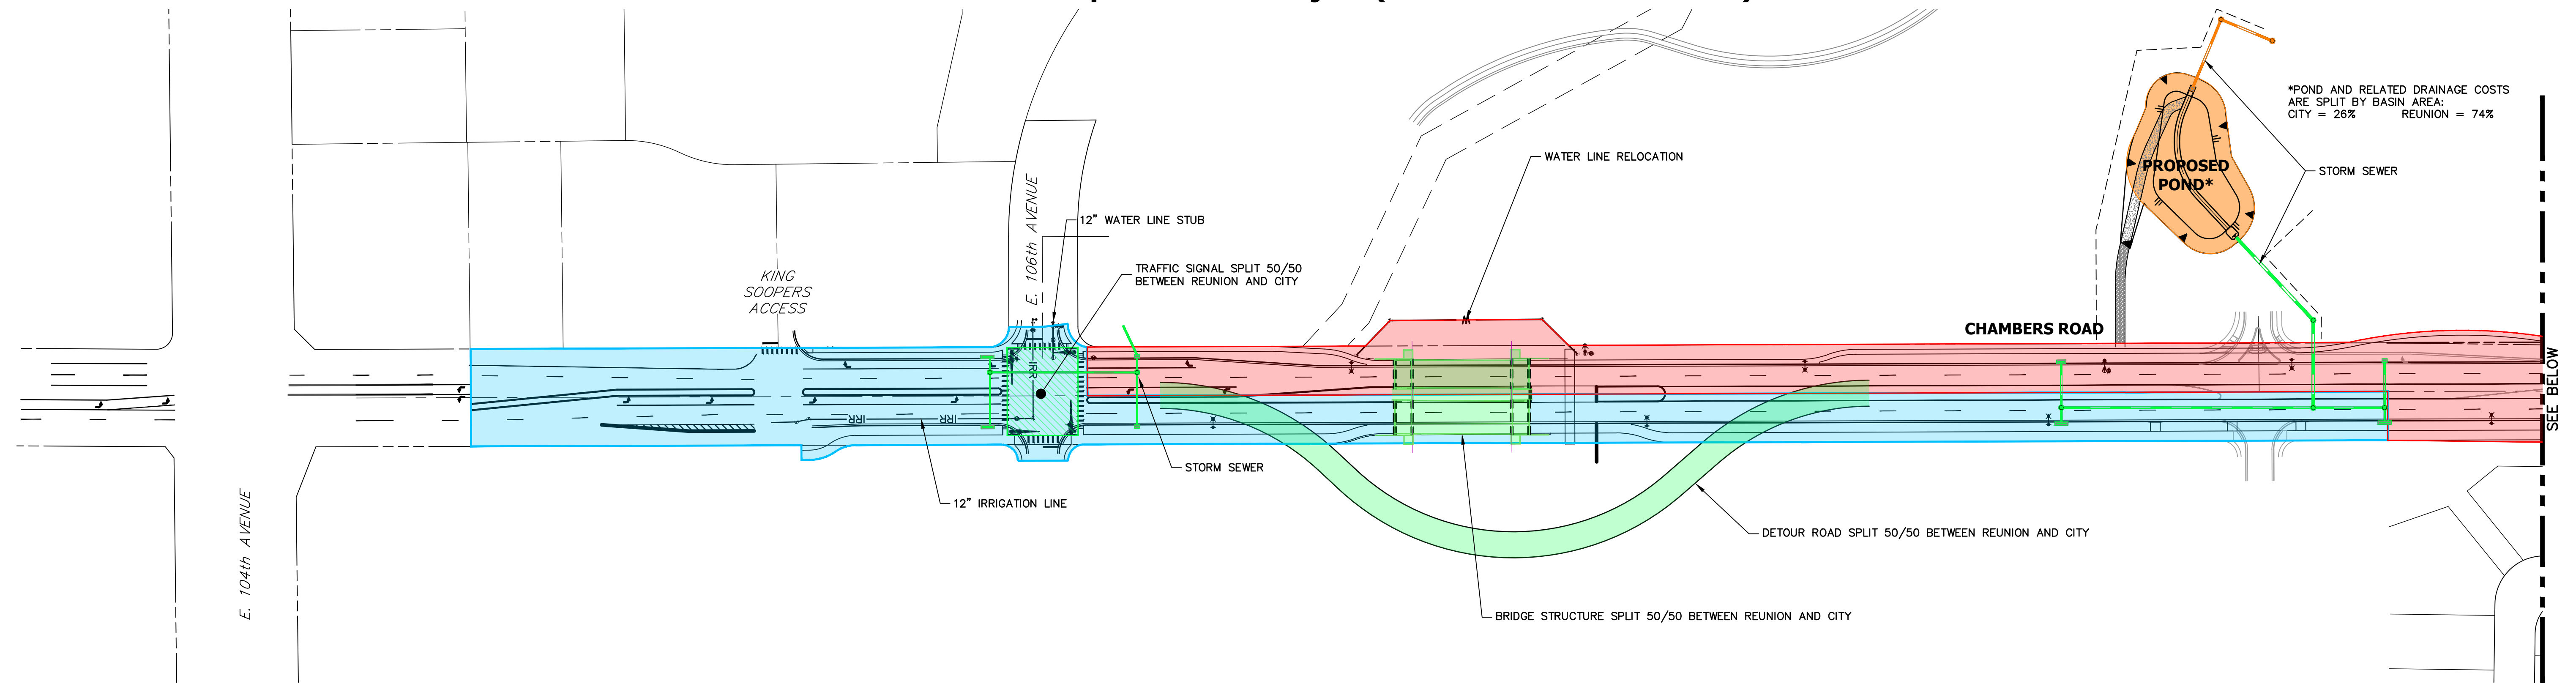 *POND AND RELATED DRAINAGE COSTS
ARE SPLIT BY BASIN AREA:
CITY = 26% REUNION = 74%
WATER LINE RELOCATION
STORM SEWER
PROPOSED
POND*
E. 106th AVENUE
12" WATER LINE STUB
TRAFFIC SIGNAL SPLIT 50/50
BETWEEN REUNION AND CITY
KING
SOOPERS
ACCESS
CHAMBERS ROAD
SEE BELOW
IRR
IRR
IRR
STORM SEWER
12" IRRIGATION LINE
E. 104th AVENUE
DETOUR ROAD SPLIT 50/50 BETWEEN REUNION AND CITY
BRIDGE STRUCTURE SPLIT 50/50 BETWEEN REUNION AND CITY